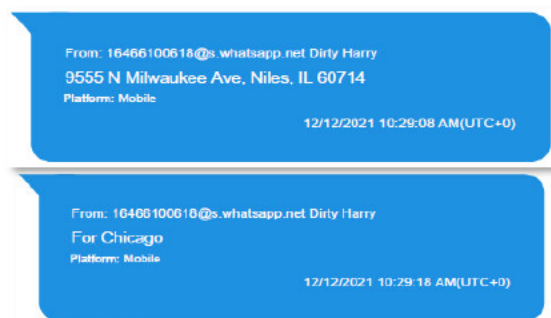 From: 16466100618@s.whatsapp.net Dirty Harry
9555 N Milwaukee Ave, Niles, IL 60714
Platform: Mobile
12/12/2021 10:29:08 AM(UTC+0)
From: 16466100618@s.whatsapp.net Dirty Harry
For Chicago
Platform: Mobile
12/12/2021 10:29:18 AM(UTC+0)